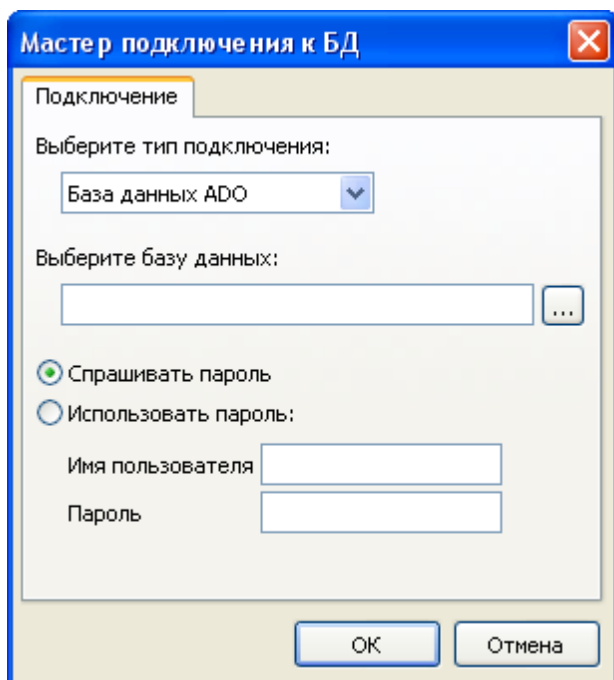 Мастер подключения к БД
Подключение
Выберите тип подключения:
База данных ADO
Выберите базу данных:
...
Спрашивать пароль
Использовать пароль:
Имя пользователя
Пароль
ОК Отмена